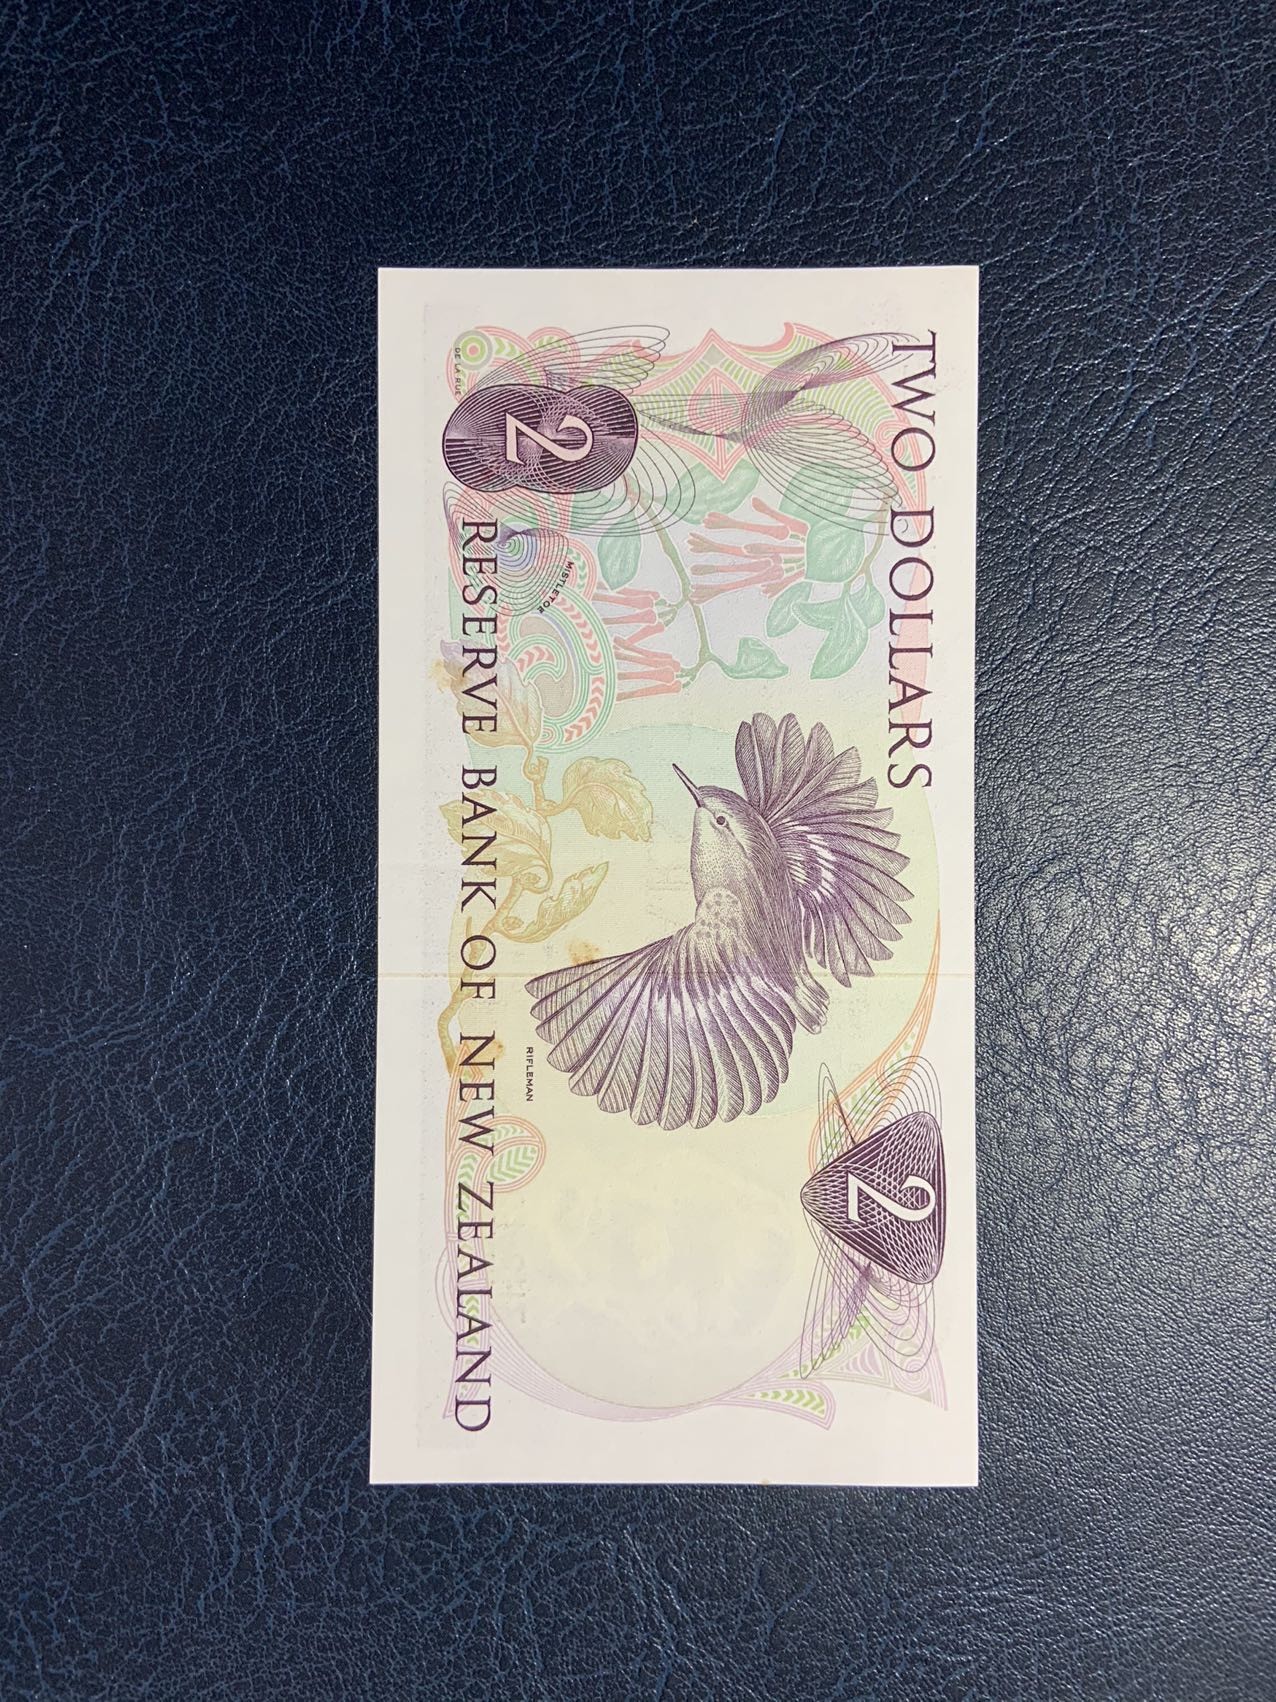 TWO DOLLARS
2
2
MISTLETOE
RIFLEMAN
RESERVE BANK OF NEW ZEALAND
DE LA RUE